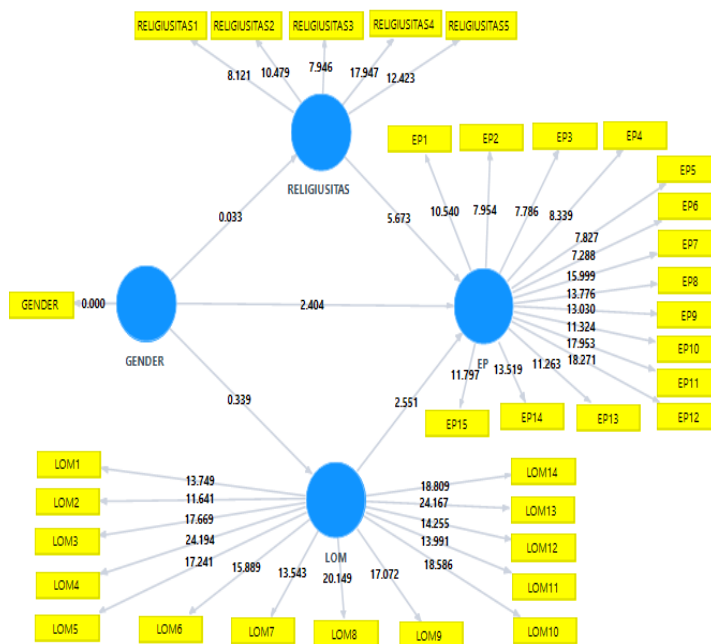 RELIGIUSITAS1
RELIGIUSITAS2
RELIGIUSITAS3
RELIGIUSITAS4
RELIGIUSITAS5
8.121
10.479
7.946
17.947
12.423
RELIGIUSITAS
EP1
EP2
EP3
EP4
EP5
EP6
EP7
EP8
EP9
EP10
EP11
EP12
EP13
EP14
EP15
10.540
7.954
7.786
8.339
7.827
7.288
15.999
13.776
13.030
11.324
17.953
18.271
11.263
13.519
11.797
EP
0.033
5.673
GENDER
0.000
2.404
GENDER
0.339
2.551
LOM1
LOM2
LOM3
LOM4
LOM5
LOM6
LOM7
LOM8
LOM9
LOM10
LOM11
LOM12
LOM13
LOM14
13.749
11.641
17.669
24.194
17.241
15.889
13.543
20.149
17.072
18.586
13.991
14.255
24.167
18.809
LOM